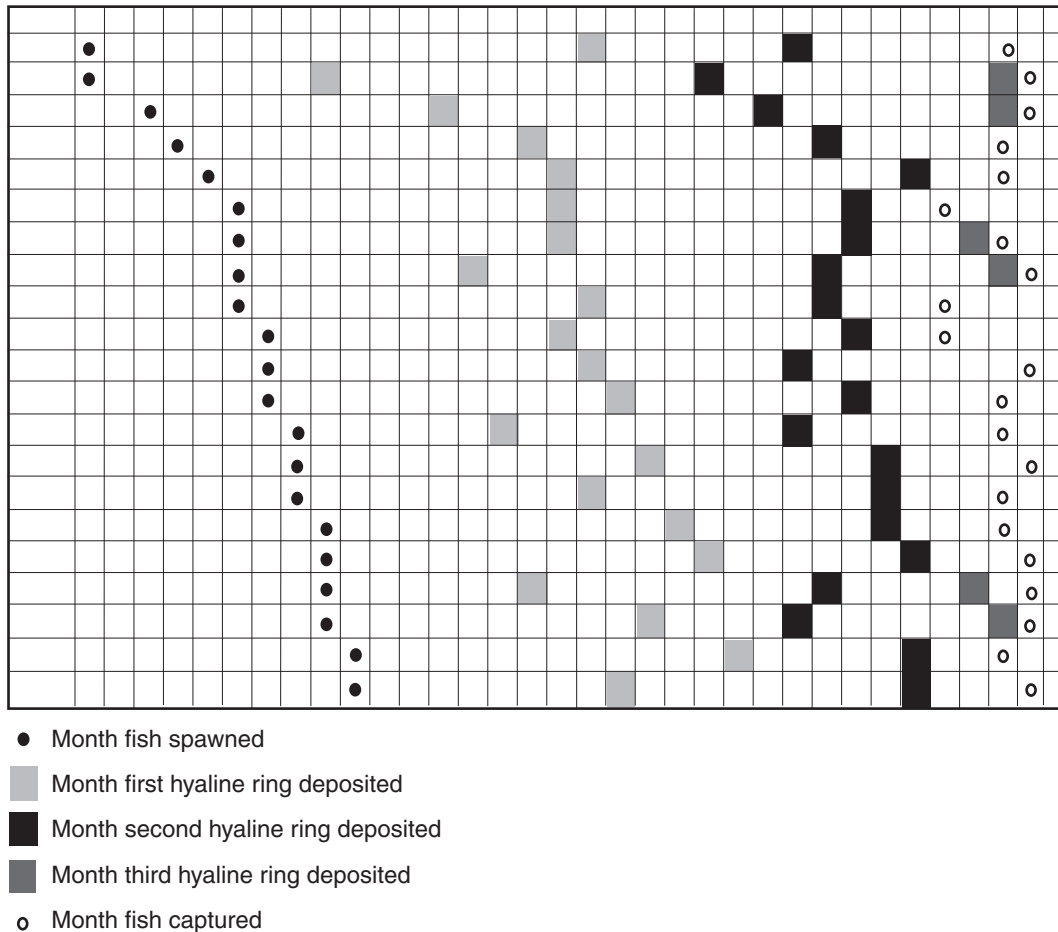 Month fish spawned
Month first hyaline ring deposited
Month second hyaline ring deposited
Month third hyaline ring deposited
Month fish captured